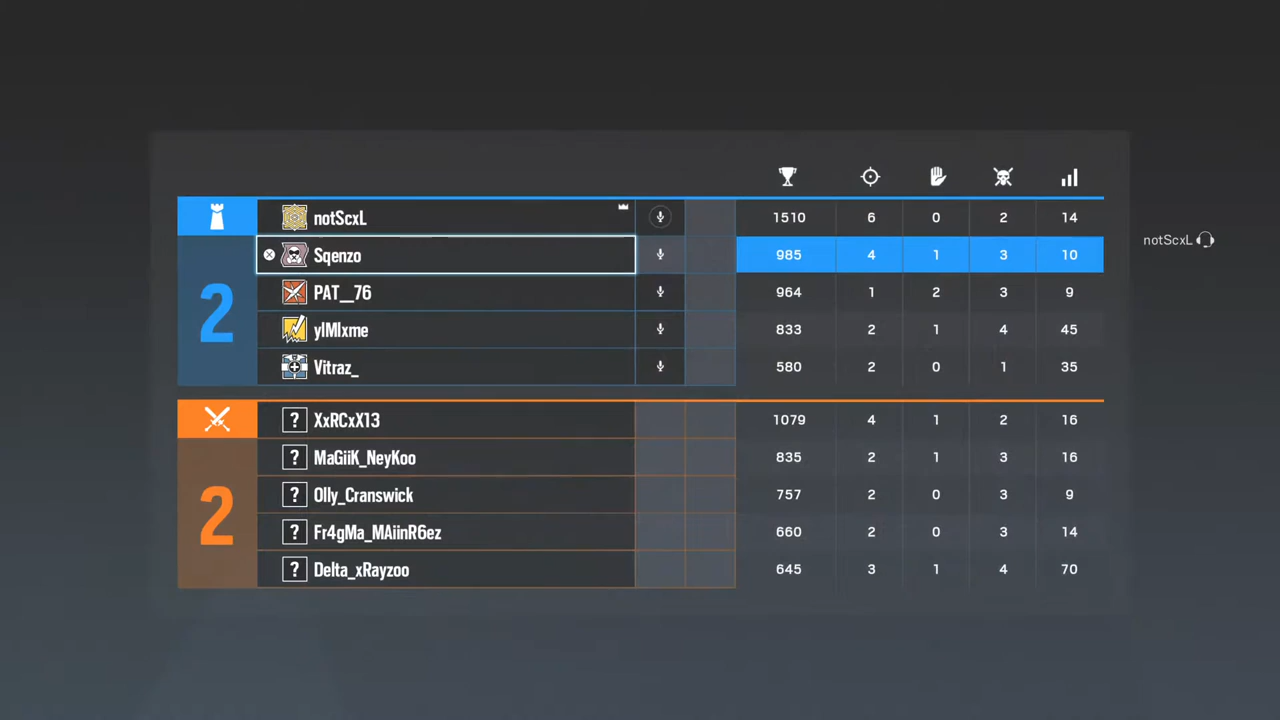 notScxL 1510 6 0 2 14
notScxL
Sqenzo 985 4 1 3 10
2
PAT__76 964 1 2 3 9
yIMIxme 833 2 1 4 45
Vitraz_ 580 2 0 1 35
? XxRCxX13 1079 4 1 2 16
? MaGiiK_NeyKoo 835 2 1 3 16
2
? Olly_Cranswick 757 2 0 3 9
? Fr4gMa_MAiinR6ez 660 2 0 3 14
? Delta_xRayzoo 645 3 1 4 70